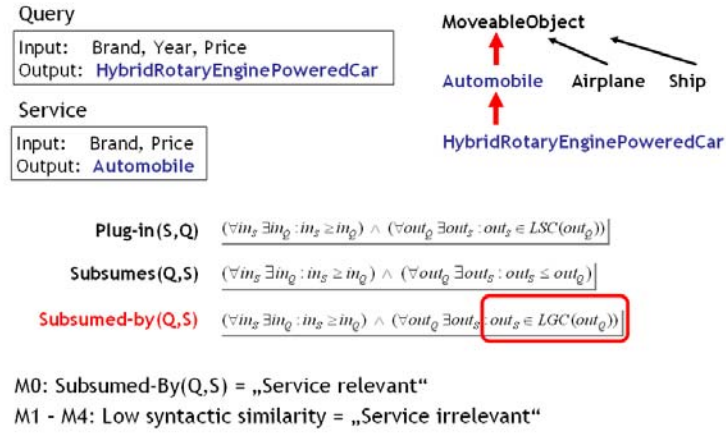 Query
Input: Brand, Year, Price
Output: HybridRotaryEnginePoweredCar
Service
Input: Brand, Price
Output: Automobile
MoveableObject
Automobile Airplane Ship
HybridRotaryEnginePoweredCar
Plug-in(S,Q) (∀in_S ∃in_Q : in_S ≥ in_Q) ∧ (∀out_Q ∃out_S : out_S ∈ LSC(out_Q))
Subsumes(Q,S) (∀in_S ∃in_Q : in_S ≥ in_Q) ∧ (∀out_Q ∃out_S : out_S ≤ out_Q)
Subsumed-by(Q,S) (∀in_S ∃in_Q : in_S ≥ in_Q) ∧ (∀out_Q ∃out_S : out_S ∈ LGC(out_Q))
M0: Subsumed-By(Q,S) = „Service relevant“
M1 - M4: Low syntactic similarity = „Service irrelevant“